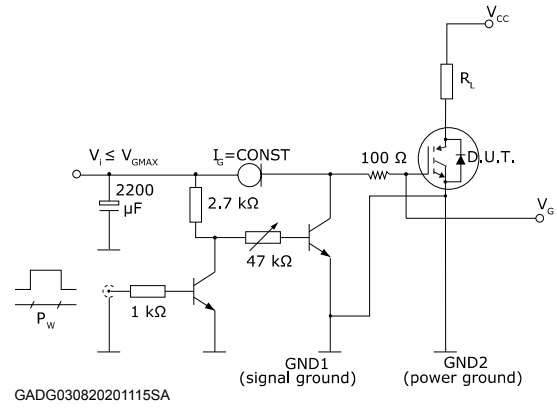 VCC
RL
Vi ≤ VGMAX
IG=CONST
100 Ω
D.U.T.
2200
μF
2.7 kΩ
VG
47 kΩ
1 kΩ
PW
GND1
(signal ground)
GND2
(power ground)
GADG030820201115SA